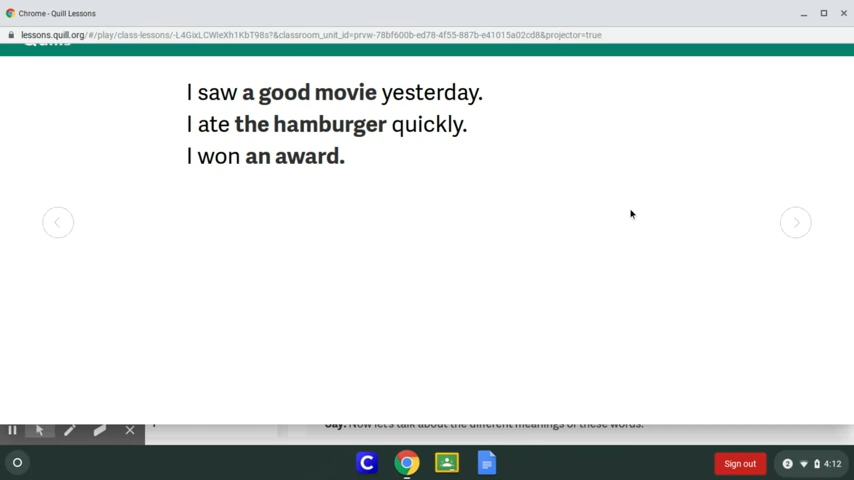 Chrome - Quill Lessons
lessons.quill.org/#/play/class-lessons/-L4GixLCWIeXh1KbT98s?&classroom_unit_id=prvw-78bf600b-ed78-4f55-887b-e41015a02cd8&projector=true
I saw a good movie yesterday.
I ate the hamburger quickly.
I won an award.
Say: Now let's talk about the different meanings of these words.
Sign out
2
4:12